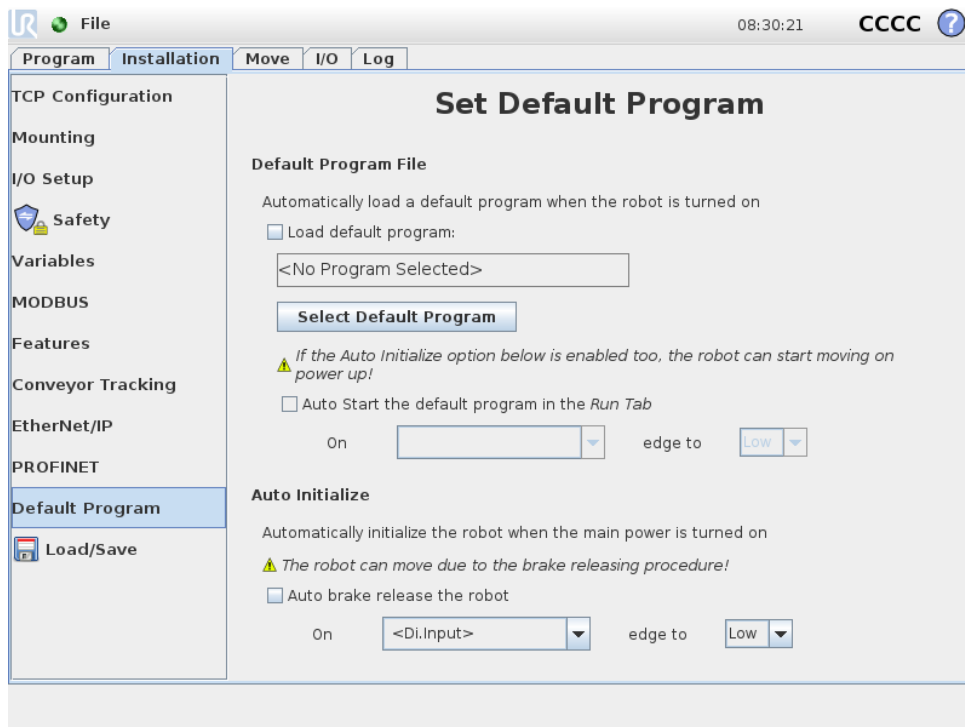 UR File 08:30:21 CCCC ?
Program Installation Move I/O Log
TCP Configuration
Mounting
I/O Setup
Safety
Variables
MODBUS
Features
Conveyor Tracking
EtherNet/IP
PROFINET
Default Program
Load/Save
Set Default Program
Default Program File
Automatically load a default program when the robot is turned on
Load default program:
<No Program Selected>
Select Default Program
If the Auto Initialize option below is enabled too, the robot can start moving on
power up!
Auto Start the default program in the Run Tab
On edge to Low
Auto Initialize
Automatically initialize the robot when the main power is turned on
The robot can move due to the brake releasing procedure!
Auto brake release the robot
On <Di.Input> edge to Low